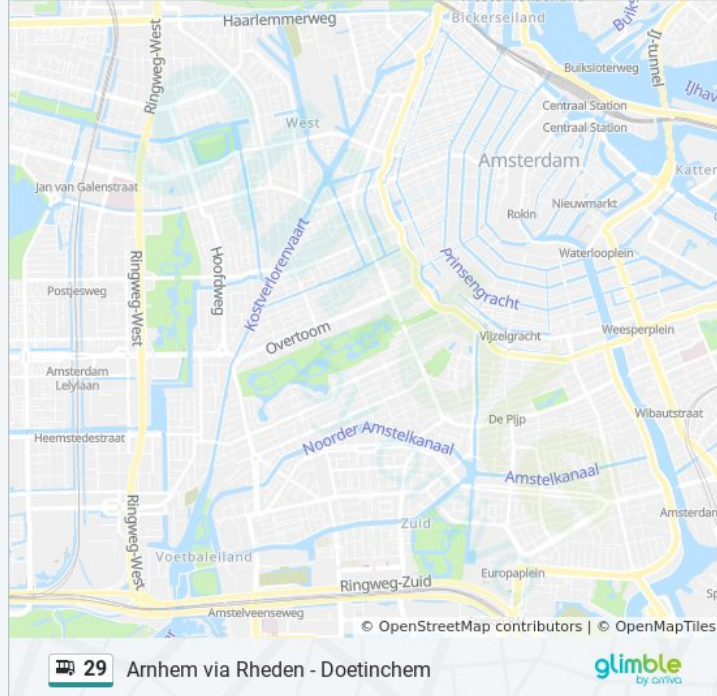 Haarlemmerweg
Bickerseiland
Ringweg-West
IJ-tunnel
Buiksloterweg
Centraal Station
Centraal Station
West
Amsterdam
Jan van Galenstraat
Nieuwmarkt
Rokin
Hoofdweg
Kostverlorenvaart
Prinsengracht
Waterlooplein
Ringweg-West
Postjesweg
Overtoom
Vijzelgracht
Weesperplein
Amsterdam
Lelylaan
De Pijp
Wibautstraat
Heemstedestraat
Noorder Amstelkanaal
Amstelkanaal
Ringweg-West
Zuid
Amsterdam
Voetbaleiland
Europaplein
Ringweg-Zuid
Amstelveenseweg
© OpenStreetMap contributors | © OpenMapTiles
29 Arnhem via Rheden - Doetinchem
glimble
by arriva